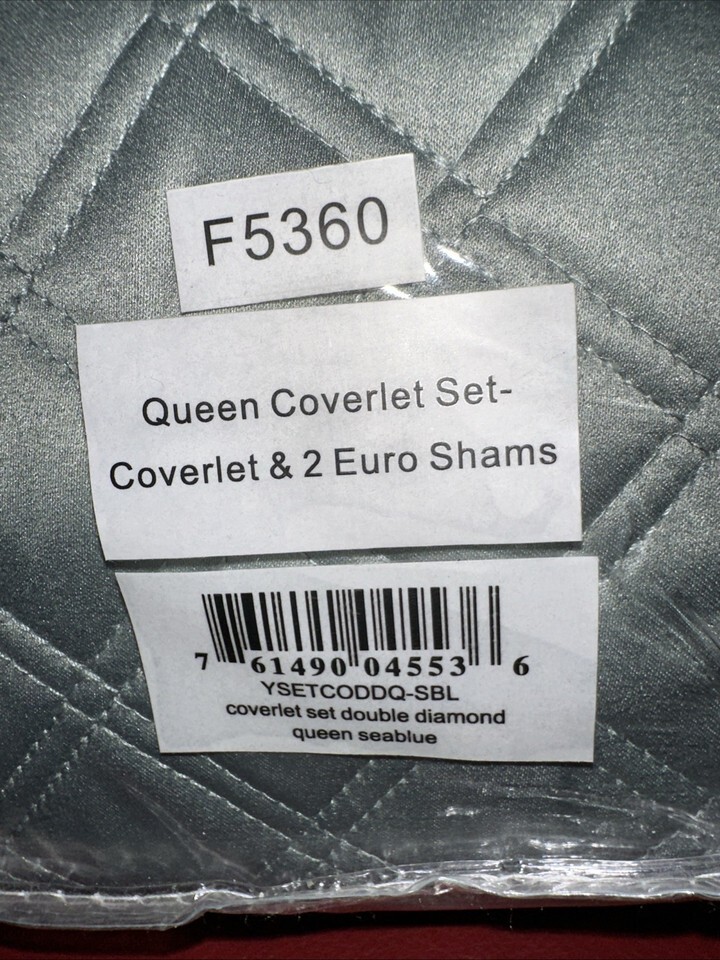 F5360
Queen Coverlet Set-
Coverlet & 2 Euro Shams
7 61490 04553 6
YSETCODDQ-SBL
coverlet set double diamond
queen seablue